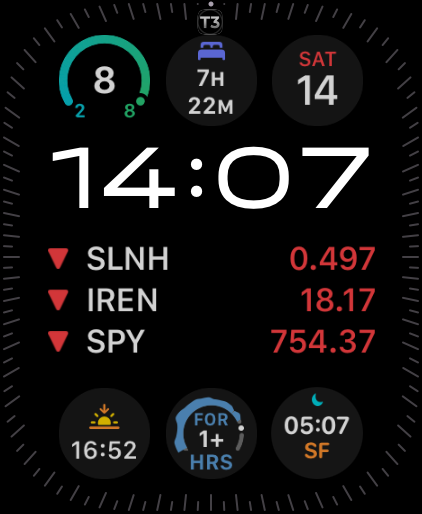 T3
8
2 8
7H
22M
SAT
14
14:07
SLNH 0.497
IREN 18.17
SPY 754.37
16:52
FOR
1+
HRS
05:07
SF